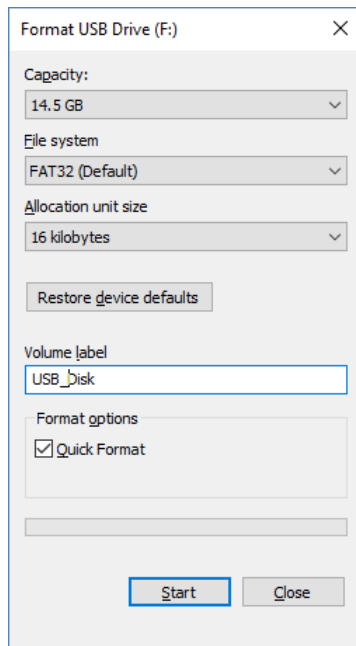 Format USB Drive (F:)
Capacity:
14.5 GB
File system
FAT32 (Default)
Allocation unit size
16 kilobytes
Restore device defaults
Volume label
USB_Disk
Format options
Quick Format
Start
Close